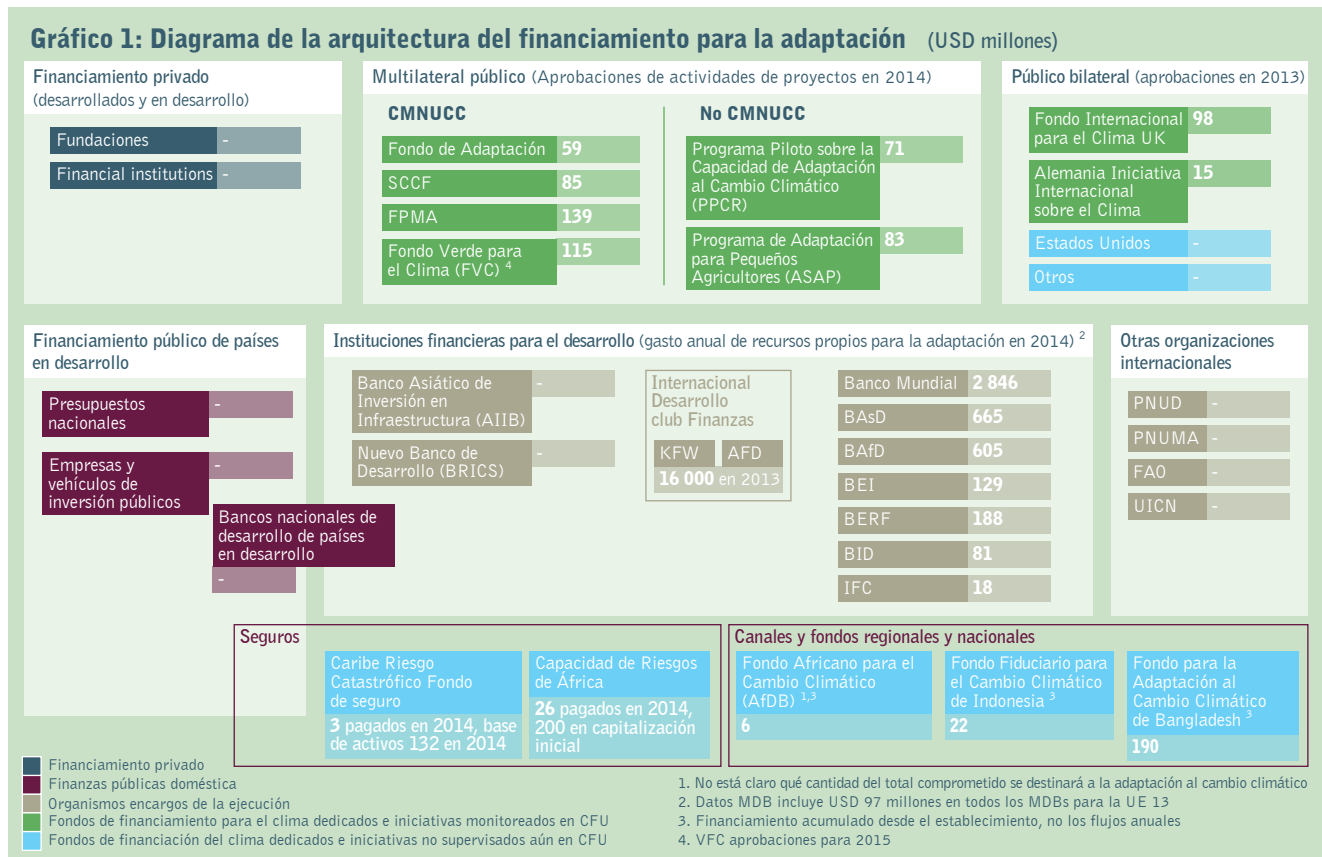 Gráfico 1: Diagrama de la arquitectura del financiamiento para la adaptación (USD millones)
Financiamiento privado
(desarrollados y en desarrollo)
Fundaciones -
Financial institutions -
Multilateral público (Aprobaciones de actividades de proyectos en 2014)
CMNUCC
Fondo de Adaptación 59
SCCF 85
FPMA 139
Fondo Verde para 115
el Clima (FVC) 4
No CMNUCC
Programa Piloto sobre la 71
Capacidad de Adaptación
al Cambio Climático
(PPCR)
Programa de Adaptación 83
para Pequeños
Agricultores (ASAP)
Público bilateral (aprobaciones en 2013)
Fondo Internacional 98
para el Clima UK
Alemania Iniciativa 15
Internacional
sobre el Clima
Estados Unidos -
Otros -
Financiamiento público de países
en desarrollo
Presupuestos -
nacionales
Empresas y -
vehículos de
inversión públicos
Bancos nacionales de
desarrollo de países
en desarrollo
-
Instituciones financieras para el desarrollo (gasto anual de recursos propios para la adaptación en 2014) 2
Banco Asiático de -
Inversión en
Infraestructura (AIIB)
Nuevo Banco de -
Desarrollo (BRICS)
Internacional
Desarrollo
club Finanzas
KFW AFD
16 000 en 2013
Banco Mundial 2 846
BAsD 665
BAfD 605
BEI 129
BERF 188
BID 81
IFC 18
Otras organizaciones
internacionales
PNUD -
PNUMA -
FAO -
UICN -
Seguros
Caribe Riesgo
Catastrófico Fondo
de seguro
3 pagados en 2014, base
de activos 132 en 2014
Capacidad de Riesgos
de África
26 pagados en 2014,
200 en capitalización
inicial
Canales y fondos regionales y nacionales
Fondo Africano para el
Cambio Climático
(AfDB) 1,3
6
Fondo Fiduciario para
el Cambio Climático
de Indonesia 3
22
Fondo para la
Adaptación al
Cambio Climático
de Bangladesh 3
190
Financiamiento privado
Finanzas públicas doméstica
Organismos encargos de la ejecución
Fondos de financiamiento para el clima dedicados e iniciativas monitoreados en CFU
Fondos de financiación del clima dedicados e iniciativas no supervisados aún en CFU
1. No está claro qué cantidad del total comprometido se destinará a la adaptación al cambio climático
2. Datos MDB incluye USD 97 millones en todos los MDBs para la UE 13
3. Financiamiento acumulado desde el establecimiento, no los flujos anuales
4. VFC aprobaciones para 2015